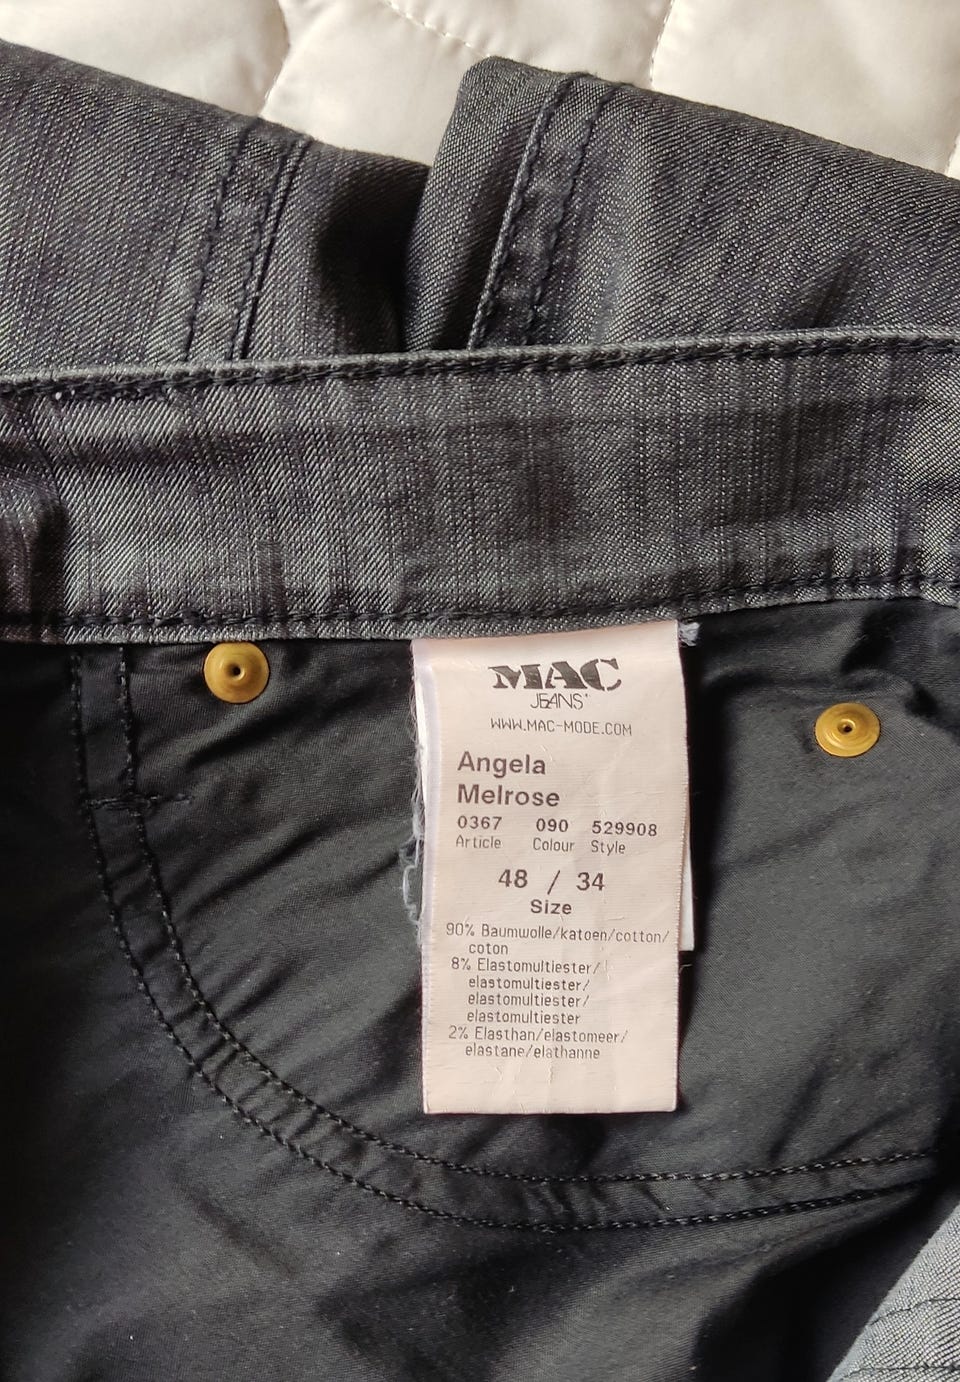 MAC
JEANS
WWW.MAC-MODE.COM
Angela
Melrose
0367 090 529908
Article Colour Style
48 / 34
Size
90% Baumwolle/katoen/cotton/
coton
8% Elastomultiester/
elastomultiester/
elastomultiester/
elastomultiester
2% Elasthan/elastomeer/
elastane/elathanne